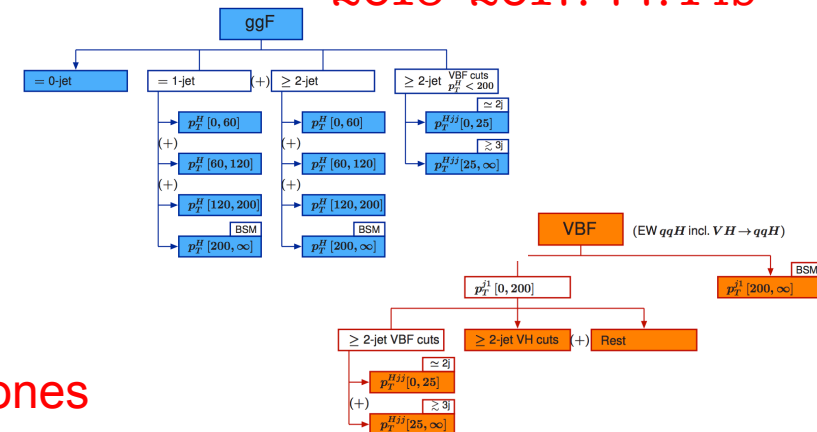 ggF
= 0-jet
= 1-jet
(+)
≥ 2-jet
≥ 2-jet VBF cuts p_T^H < 200
≃ 2j
p_T^H [0, 60]
p_T^H [0, 60]
p_T^{Hjj} [0, 25]
(+)
(+)
≳ 3j
p_T^H [60, 120]
p_T^H [60, 120]
p_T^{Hjj} [25, ∞]
(+)
(+)
p_T^H [120, 200]
p_T^H [120, 200]
BSM
BSM
p_T^H [200, ∞]
p_T^H [200, ∞]
VBF
(EW qqH incl. VH → qqH)
BSM
p_T^{j1} [0, 200]
p_T^{j1} [200, ∞]
≥ 2-jet VBF cuts
≥ 2-jet VH cuts
(+)
Rest
≃ 2j
p_T^{Hjj} [0, 25]
(+)
≳ 3j
p_T^{Hjj} [25, ∞]